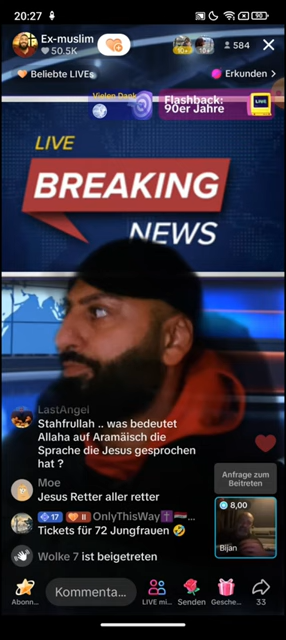 20:27
90
Ex-muslim
50.5K
584
Beliebte LIVEs
Erkunden >
Vielen Dank
Flashback:
90er Jahre
LIVE
LIVE
BREAKING
NEWS
LastAngel
Stahfrullah .. was bedeutet
Allaha auf Aramäisch die
Sprache die Jesus gesprochen
hat ?
Anfrage zum
Beitreten
Moe
Jesus Retter aller retter
17 II OnlyThisWay✝️...
Tickets für 72 Jungfrauen 🤣
8,00
Bijan
Wolke 7 ist beigetreten
Kommenta...
Abonn...
LIVE mi...
Senden
Gesche...
33